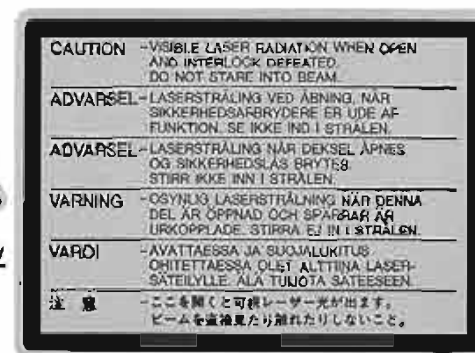 CAUTION -VISIBLE LASER RADIATION WHEN OPEN
AND INTERLOCK DEFEATED.
DO NOT STARE INTO BEAM.
ADVARSEL-LASERSTRÅLING VED ÅBNING, NÅR
SIKKERHEDSAFBRYDERE ER UDE AF
FUNKTION. SE IKKE IND I STRÅLEN.
ADVARSEL-LASERSTRÅLING NÅR DEKSEL ÅPNES
OG SIKKERHEDSLÅS BRYTES.
STIRR IKKE INN I STRÅLEN.
VARNING -OSYNLIG LASERSTRÅLNING NÄR DENNA
DEL ÄR ÖPPNAD OCH SPÄRRAR ÄR
URKOPPLADE. STIRRA EJ IN I STRÅLEN.
VARO! -AVATTAESSA JA SUOJALUKITUS
OHITETTAESSA OLET ALTTIINA LASER-
SÄTEILYLLE. ÄLÄ TUIJOTA SÄTEESEEN.
注意 -ここを開くと可視レーザー光が出ます。
ビームを直接見たり触れたりしないこと。